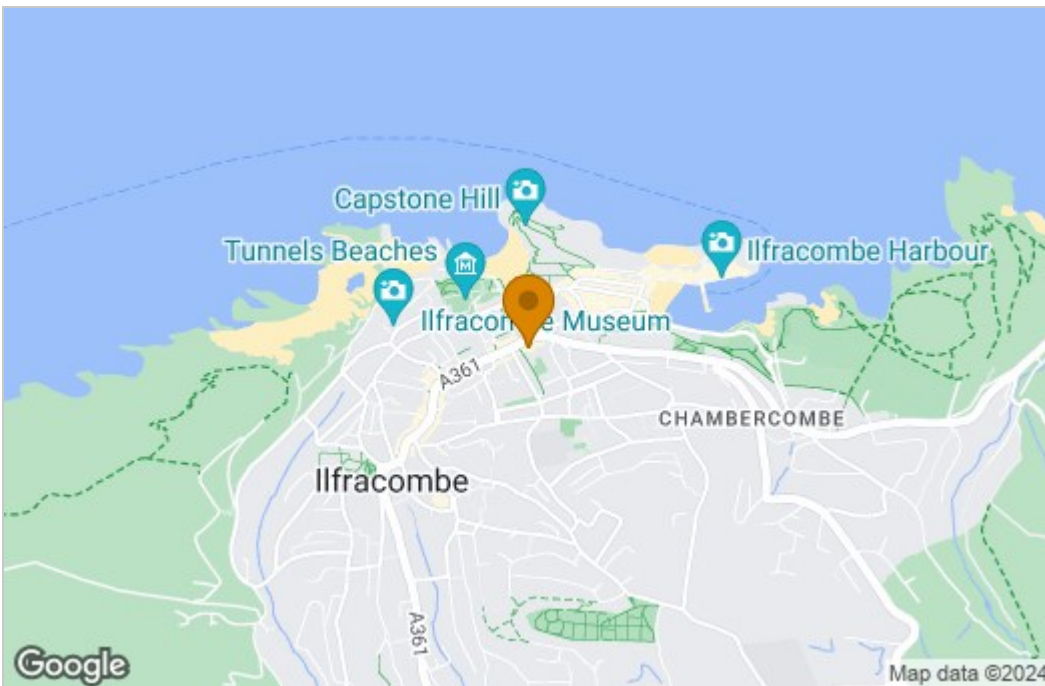 Capstone Hill
Tunnels Beaches
Ilfracombe Harbour
Ilfracombe Museum
A361
CHAMBERCOMBE
Ilfracombe
A361
Google
Map data ©2024